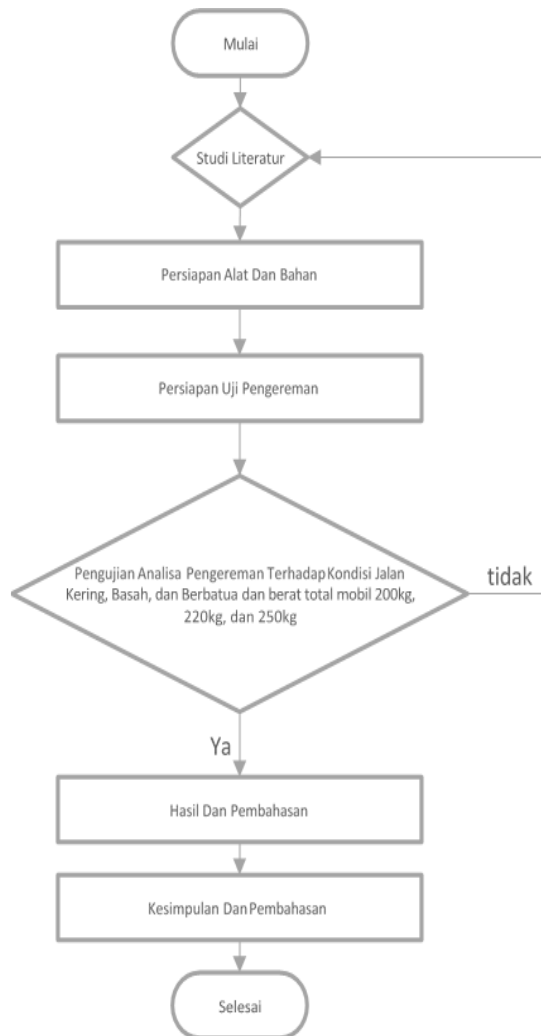 Mulai
Studi Literatur
Persiapan Alat Dan Bahan
Persiapan Uji Pengereman
Pengujian Analisa Pengereman Terhadap Kondisi Jalan
Kering, Basah, dan Berbatua dan berat total mobil 200kg,
220kg, dan 250kg
tidak
Ya
Hasil Dan Pembahasan
Kesimpulan Dan Pembahasan
Selesai